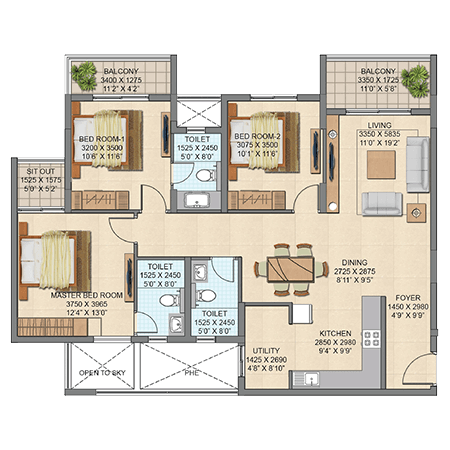 BALCONY
3400 X 1275
11'2" X 4'2"
BALCONY
3350 X 1725
11'0" X 5'8"
BED ROOM-1
3200 X 3500
10'6" X 11'6"
TOILET
1525 X 2450
5'0" X 8'0"
BED ROOM-2
3075 X 3500
10'1" X 11'6"
LIVING
3350 X 5835
11'0" X 19'2"
SIT OUT
1525 X 1575
5'0" X 5'2"
MASTER BED ROOM
3750 X 3965
12'4" X 13'0"
TOILET
1525 X 2450
5'0" X 8'0"
TOILET
1525 X 2450
5'0" X 8'0"
DINING
2725 X 2875
8'11" X 9'5"
FOYER
1450 X 2980
4'9" X 9'9"
KITCHEN
2850 X 2980
9'4" X 9'9"
UTILITY
1425 X 2690
4'8" X 8'10"
OPEN TO SKY
PHE